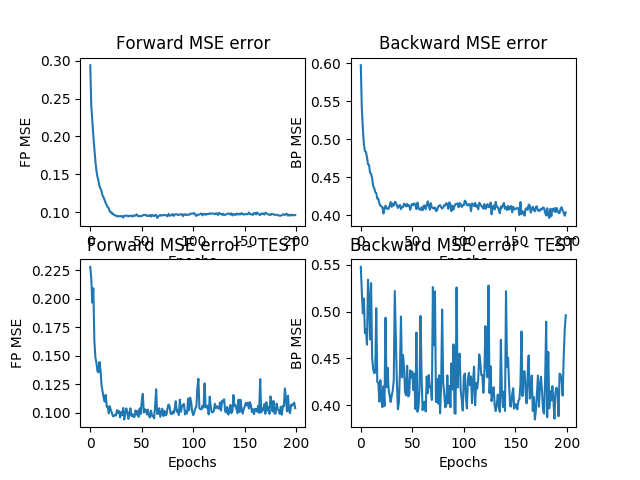 Forward MSE error
Backward MSE error
FP MSE
0.30
0.25
0.20
0.15
0.10
0 50 100 150 200
Epochs
BP MSE
0.60
0.55
0.50
0.45
0.40
0 50 100 150 200
Epochs
Forward MSE error - TEST
Backward MSE error - TEST
FP MSE
0.225
0.200
0.175
0.150
0.125
0.100
0 50 100 150 200
Epochs
BP MSE
0.55
0.50
0.45
0.40
0 50 100 150 200
Epochs